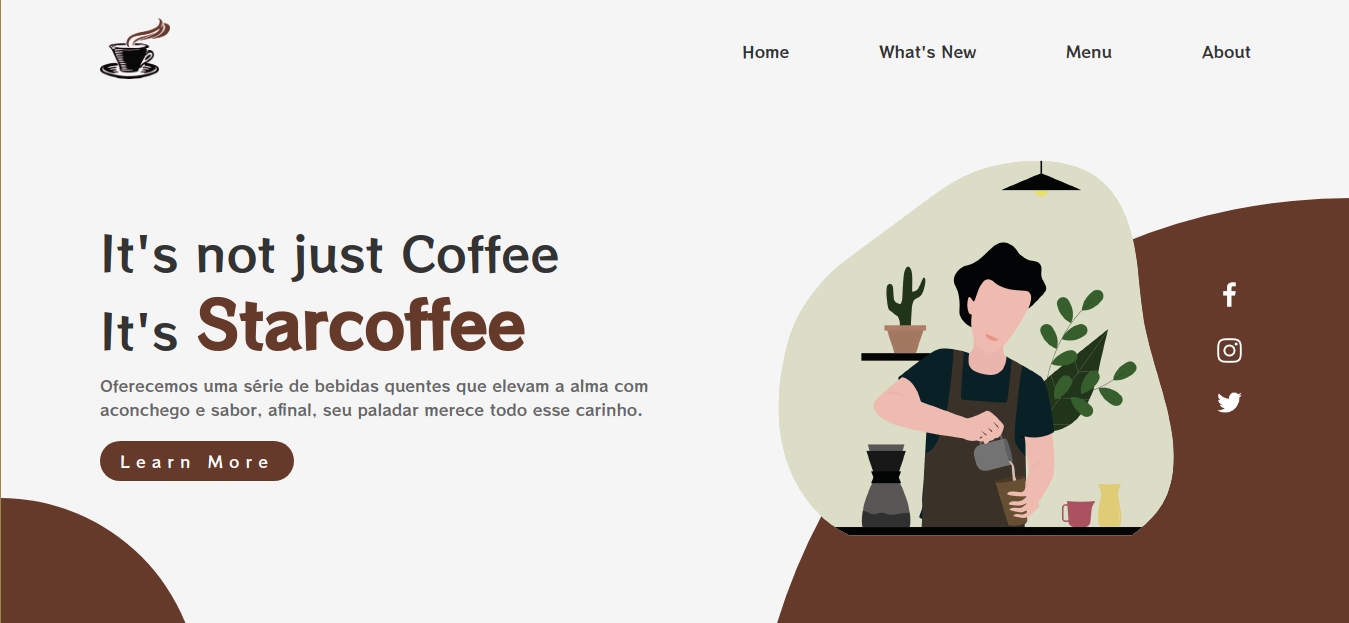 Home What's New Menu About
It's not just Coffee
It's Starcoffee
Oferecemos uma série de bebidas quentes que elevam a alma com
aconchego e sabor, afinal, seu paladar merece todo esse carinho.
Learn More